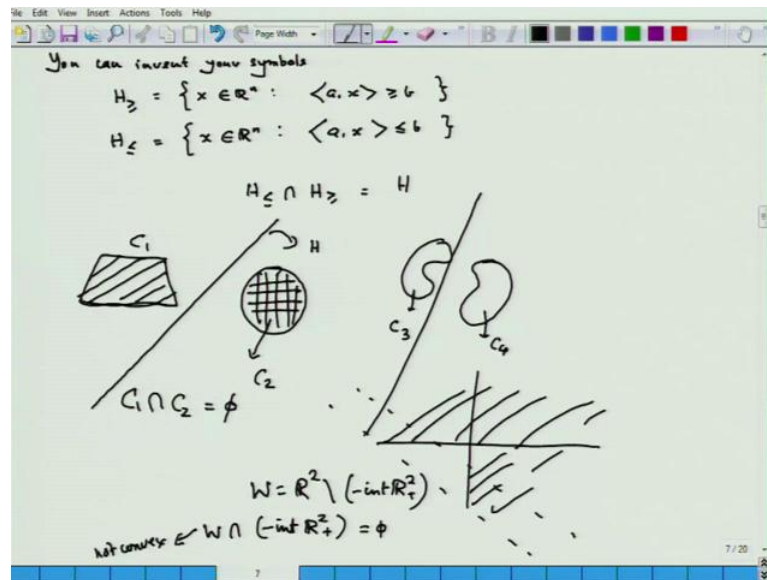 File Edit View Insert Actions Tools Help
Page Width
You can invent your symbols
H≥ = { x ∈ ℝⁿ : <a, x> ≥ b }
H≤ = { x ∈ ℝⁿ : <a, x> ≤ b }
H≤ ∩ H≥ = H
C₁
H
C₂
C₃
C₄
C₁ ∩ C₂ = ϕ
W = ℝ² \ (-int ℝ²₊)
not convex ← W ∩ (-int ℝ²₊) = ϕ
7 / 20
7